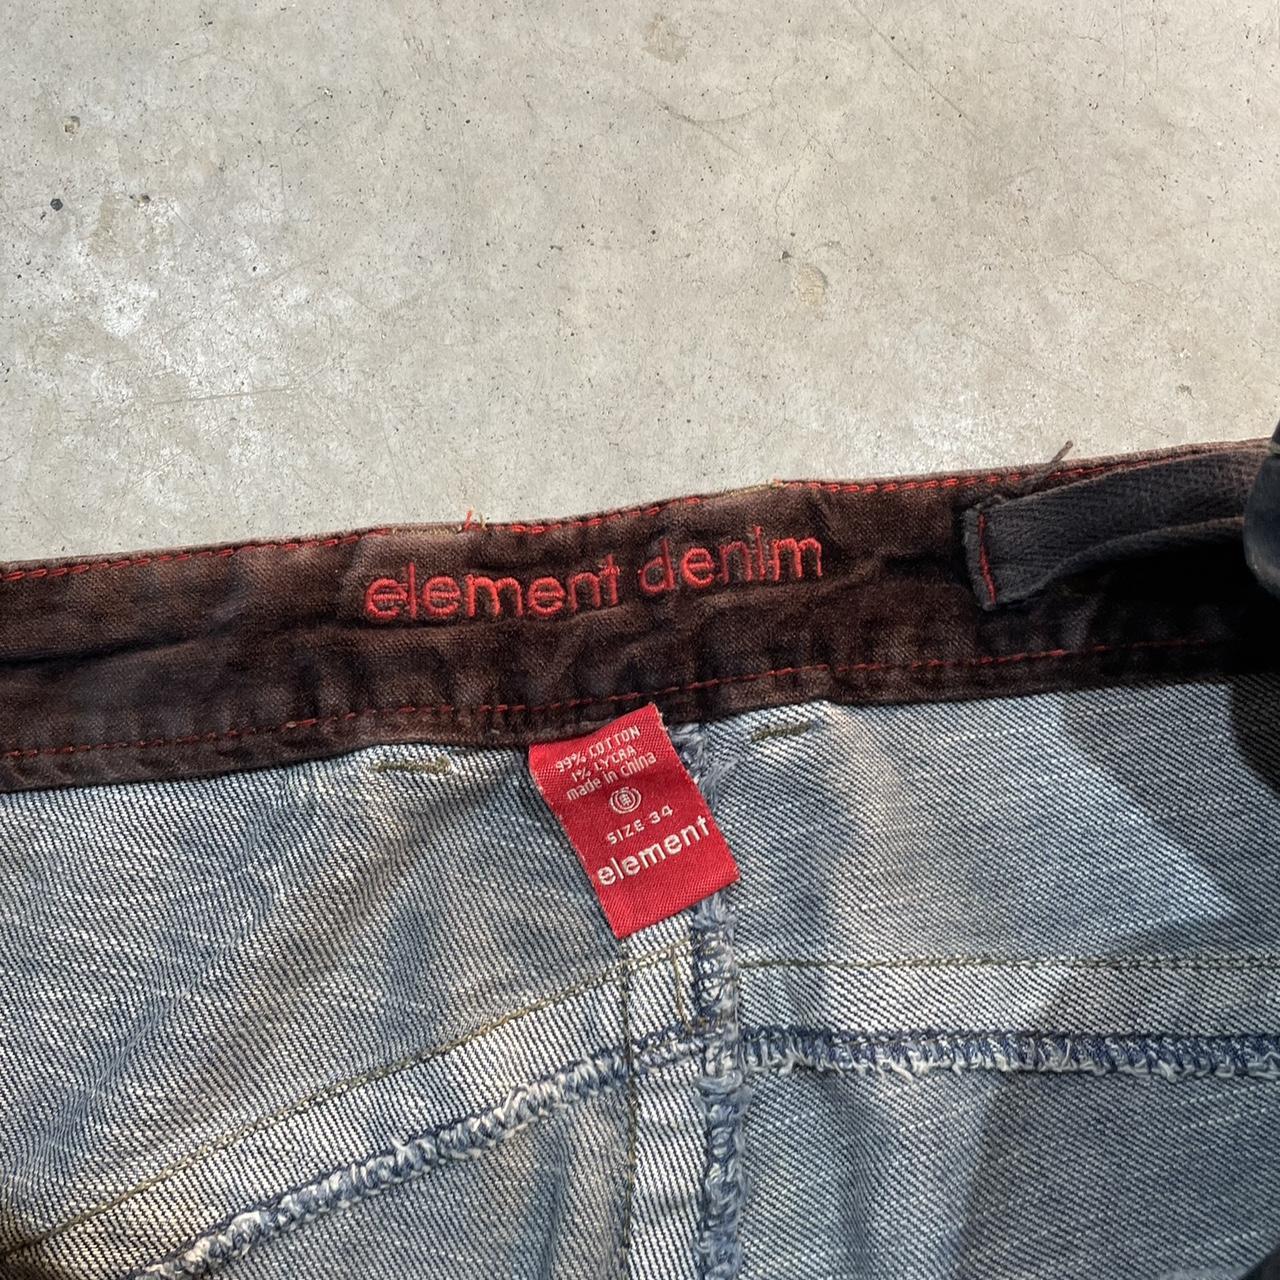 element denim
99% COTTON
1% LYCRA
made in china
SIZE 34
element